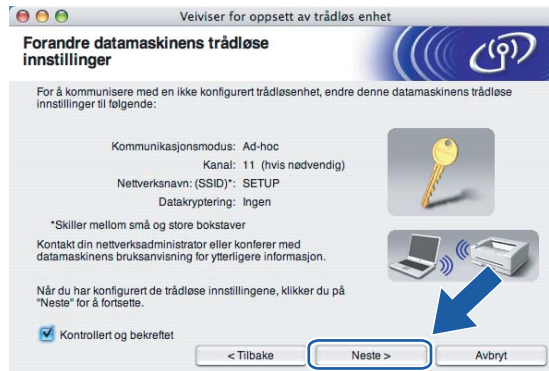 Veiviser for oppsett av trådløs enhet
Forandre datamaskinens trådløse
innstillinger
For å kommunisere med en ikke konfigurert trådløsenhet, endre denne datamaskinens trådløse
innstillinger til følgende:
Kommunikasjonsmodus: Ad-hoc
Kanal: 11 (hvis nødvendig)
Nettverksnavn: (SSID)*: SETUP
Datakryptering: Ingen
*Skiller mellom små og store bokstaver
Kontakt din nettverksadministrator eller konferer med
datamaskinens bruksanvisning for ytterligere informasjon.
Når du har konfigurert de trådløse innstillingene, klikker du på
"Neste" for å fortsette.
Kontrollert og bekreftet
< Tilbake
Neste >
Avbryt